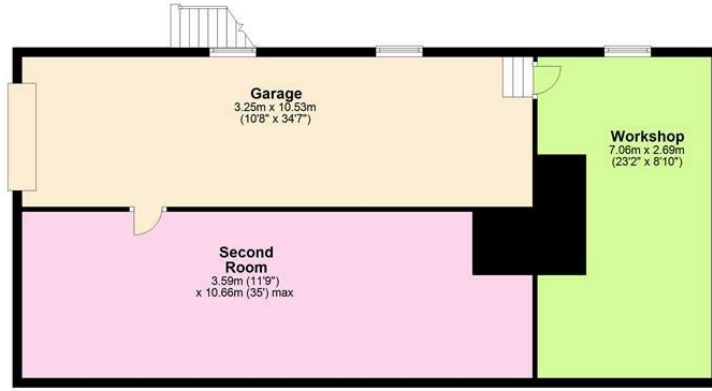 Garage
3.25m x 10.53m
(10'8" x 34'7")
Workshop
7.06m x 2.69m
(23'2" x 8'10")
Second
Room
3.59m (11'9")
x 10.66m (35') max